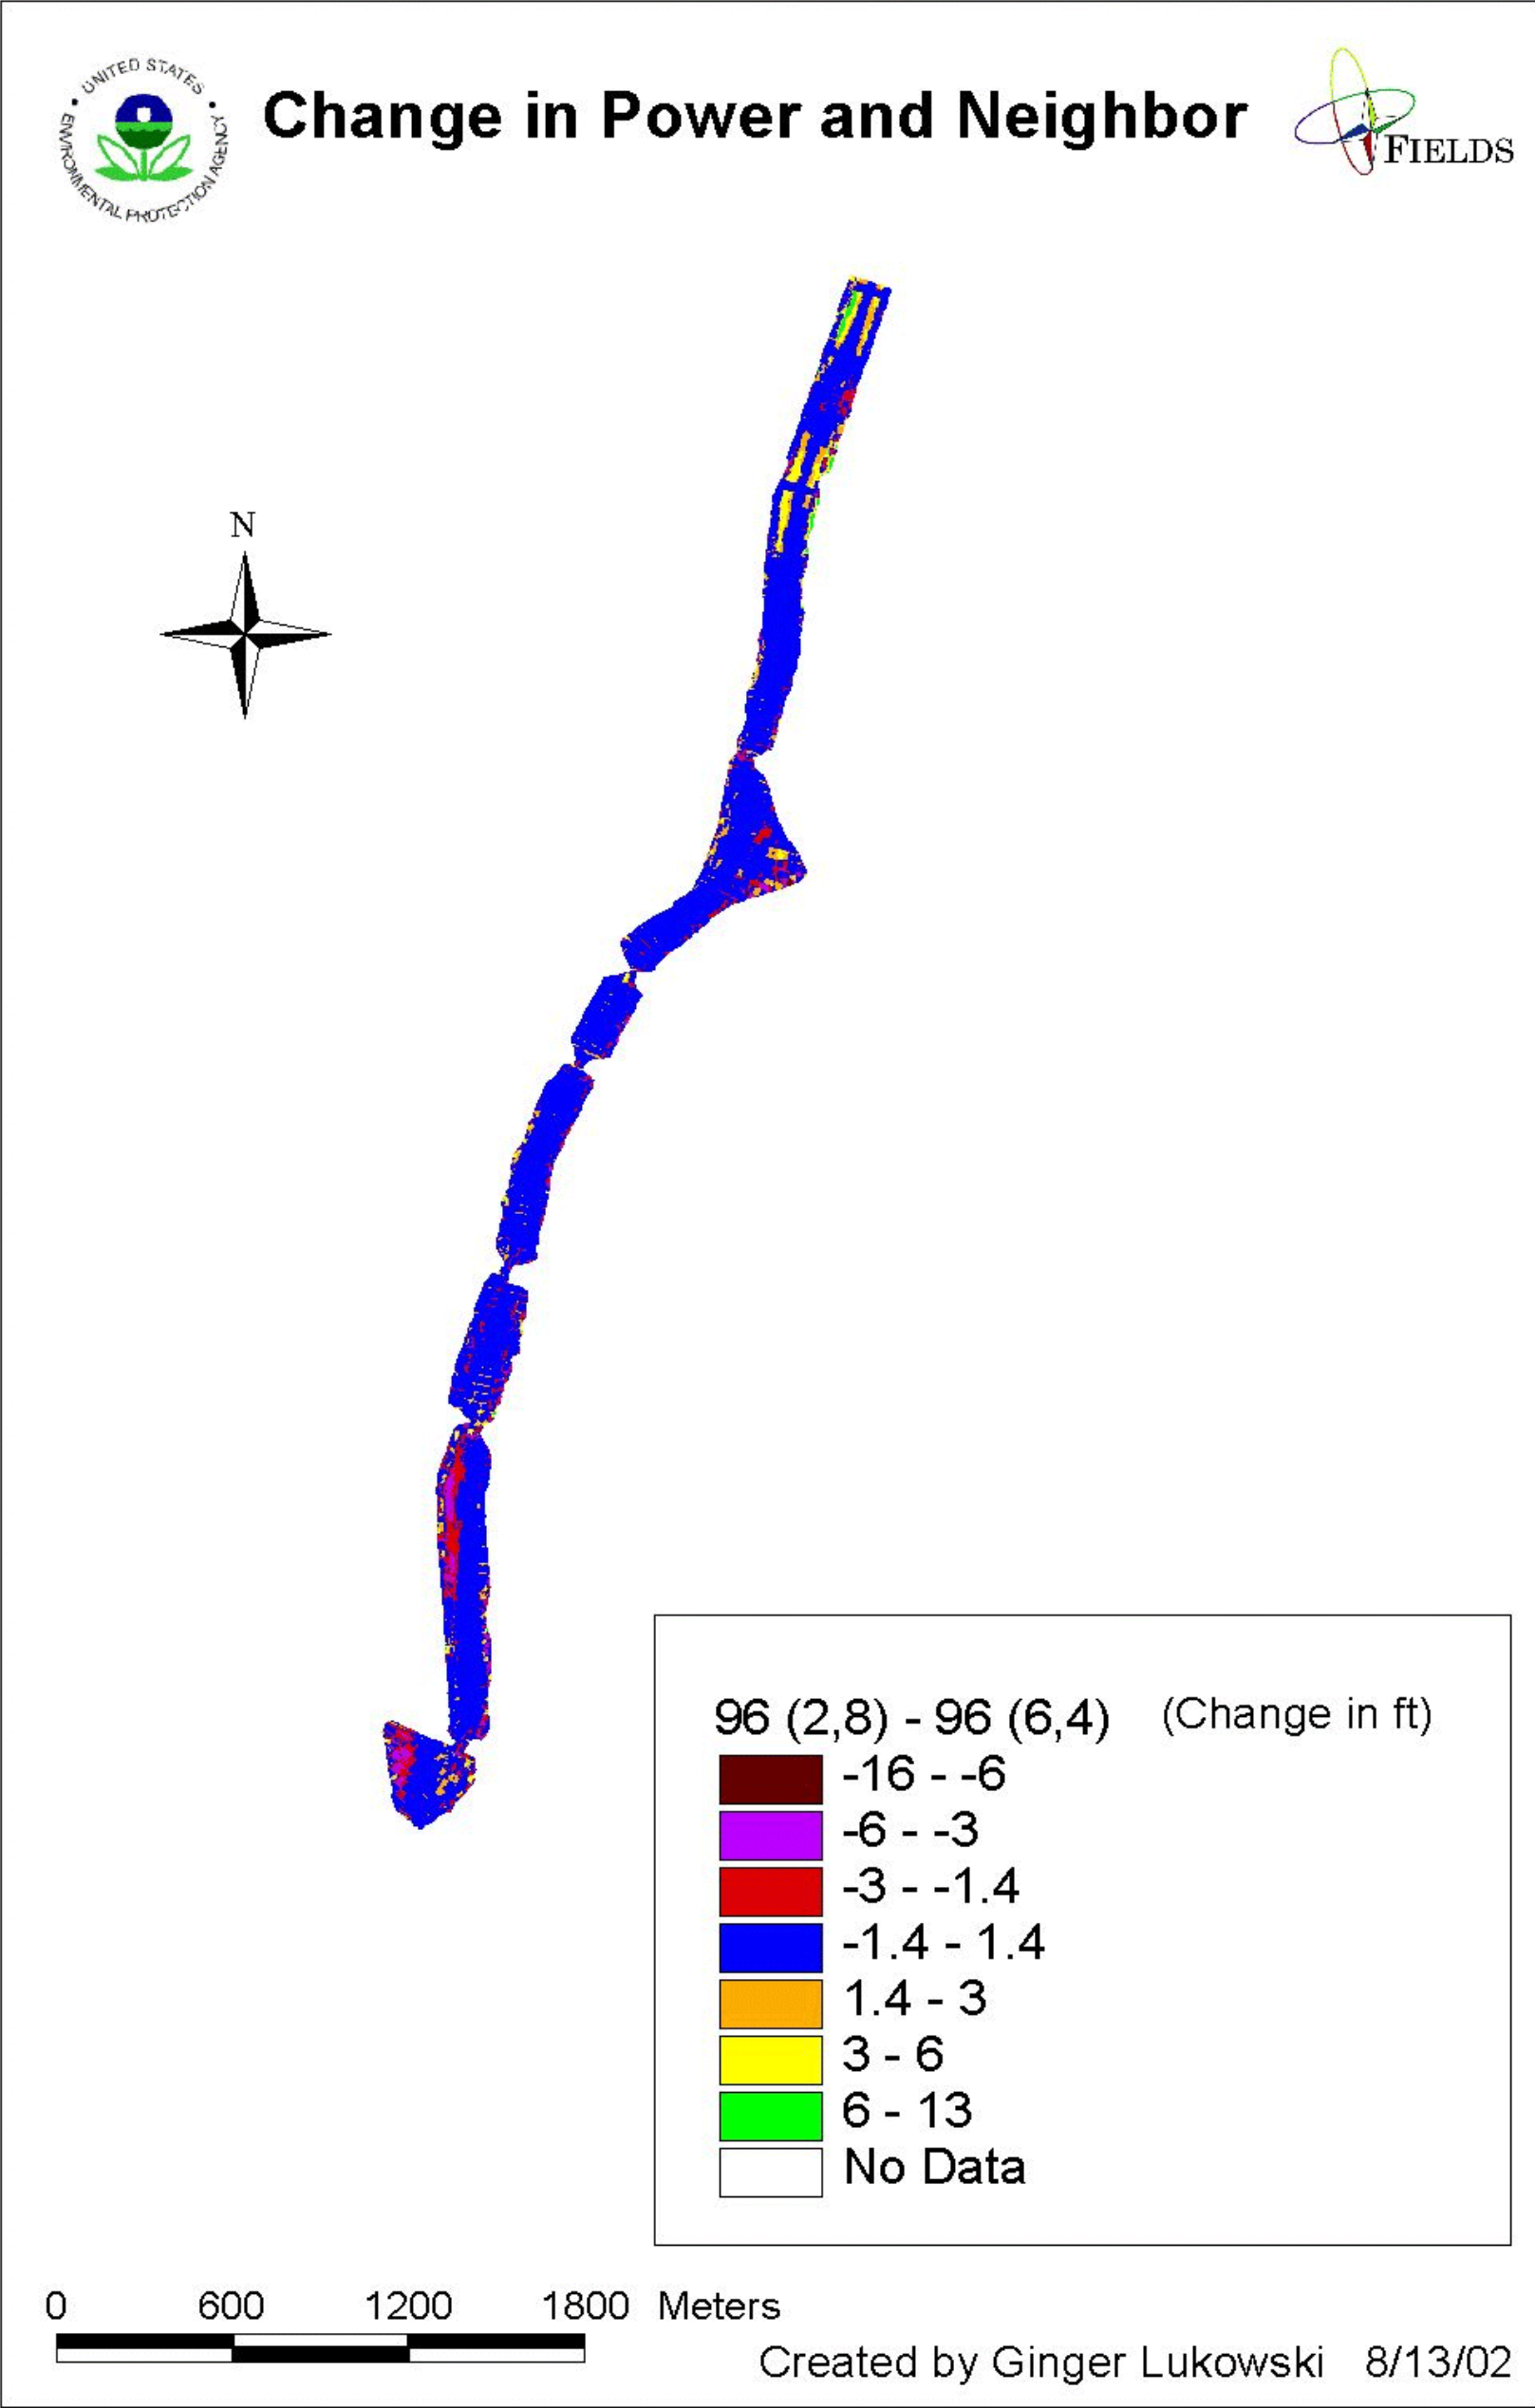 UNITED STATES
• ENVIRONMENTAL PROTECTION AGENCY •
Change in Power and Neighbor
FIELDS
N
96 (2,8) - 96 (6,4) (Change in ft)
-16 - -6
-6 - -3
-3 - -1.4
-1.4 - 1.4
1.4 - 3
3 - 6
6 - 13
No Data
0 600 1200 1800 Meters
Created by Ginger Lukowski 8/13/02